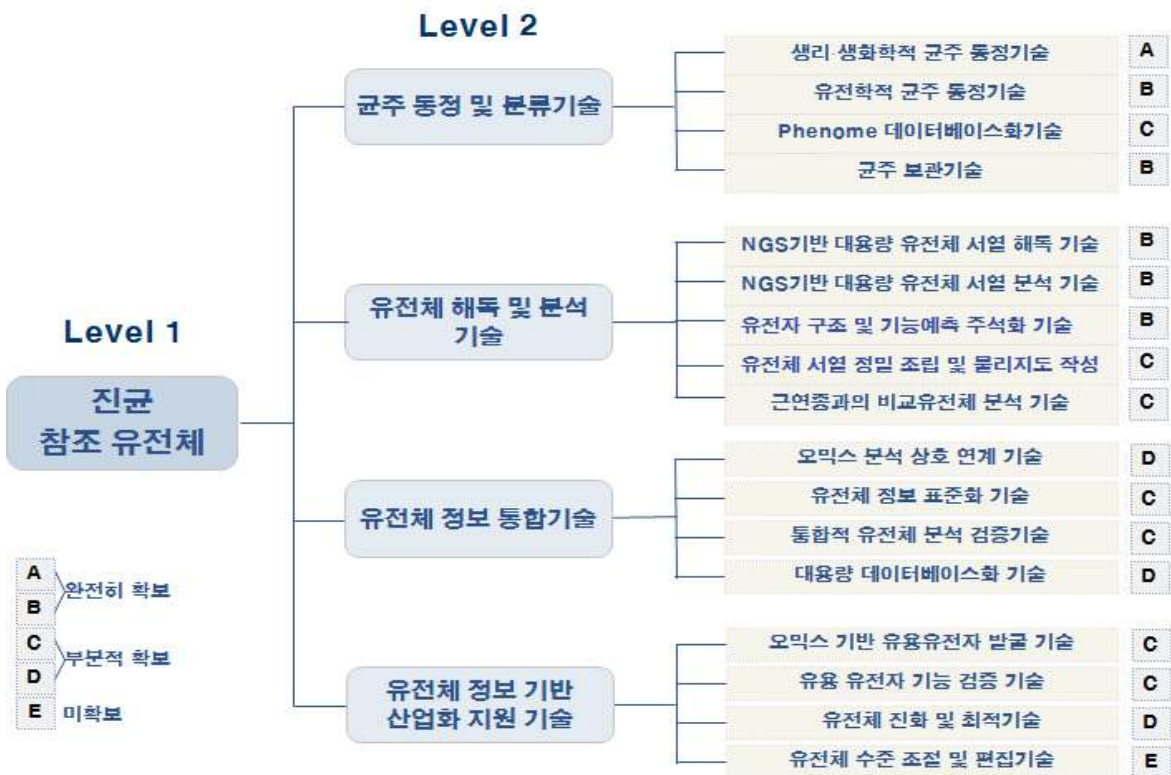 Level 2
Level 1
진균
참조 유전체
균주 동정 및 분류기술
생리·생화학적 균주 동정기술 A
유전학적 균주 동정기술 B
Phenome 데이터베이스화기술 C
균주 보관기술 B
유전체 해독 및 분석
기술
NGS기반 대용량 유전체 서열 해독 기술 B
NGS기반 대용량 유전체 서열 분석 기술 B
유전자 구조 및 기능예측 주석화 기술 B
유전체 서열 정밀 조립 및 물리지도 작성 C
근연종과의 비교유전체 분석 기술 C
유전체 정보 통합기술
오믹스 분석 상호 연계 기술 D
유전체 정보 표준화 기술 C
통합적 유전체 분석 검증기술 C
대용량 데이터베이스화 기술 D
유전체 정보 기반
산업화 지원 기술
오믹스 기반 유용유전자 발굴 기술 C
유용 유전자 기능 검증 기술 C
유전체 진화 및 최적기술 D
유전체 수준 조절 및 편집기술 E
A
B
완전히 확보
C
D
부분적 확보
E 미확보